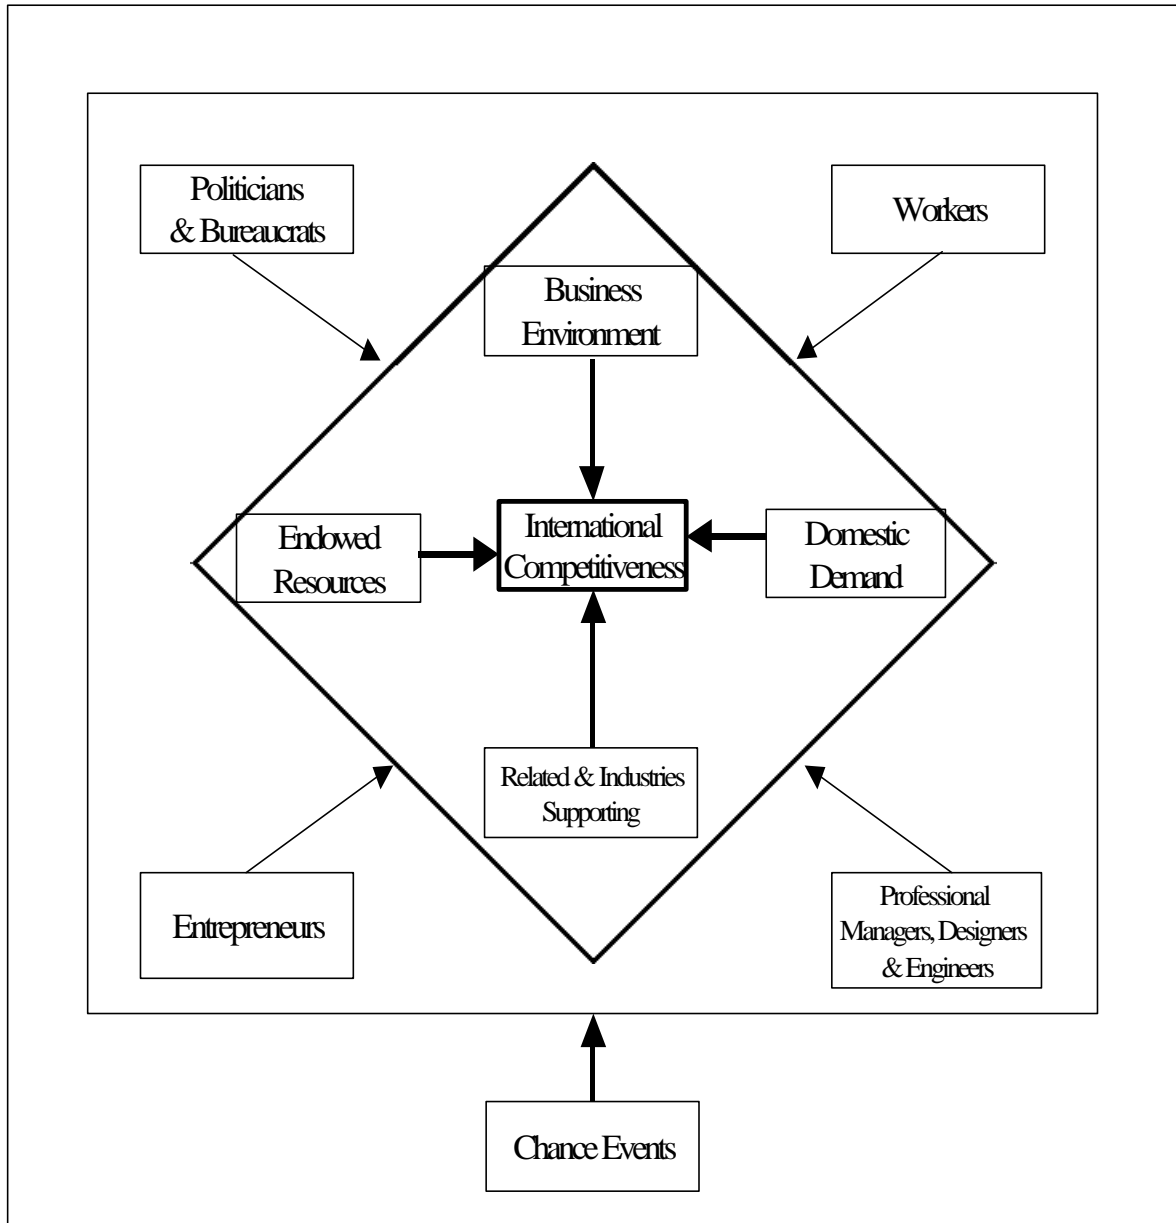 Politicians
& Bureaucrats
Workers
Business
Environment
Endowed
Resources
International
Competitiveness
Domestic
Demand
Related & Industries
Supporting
Entrepreneurs
Professional
Managers, Designers
& Engineers
Chance Events